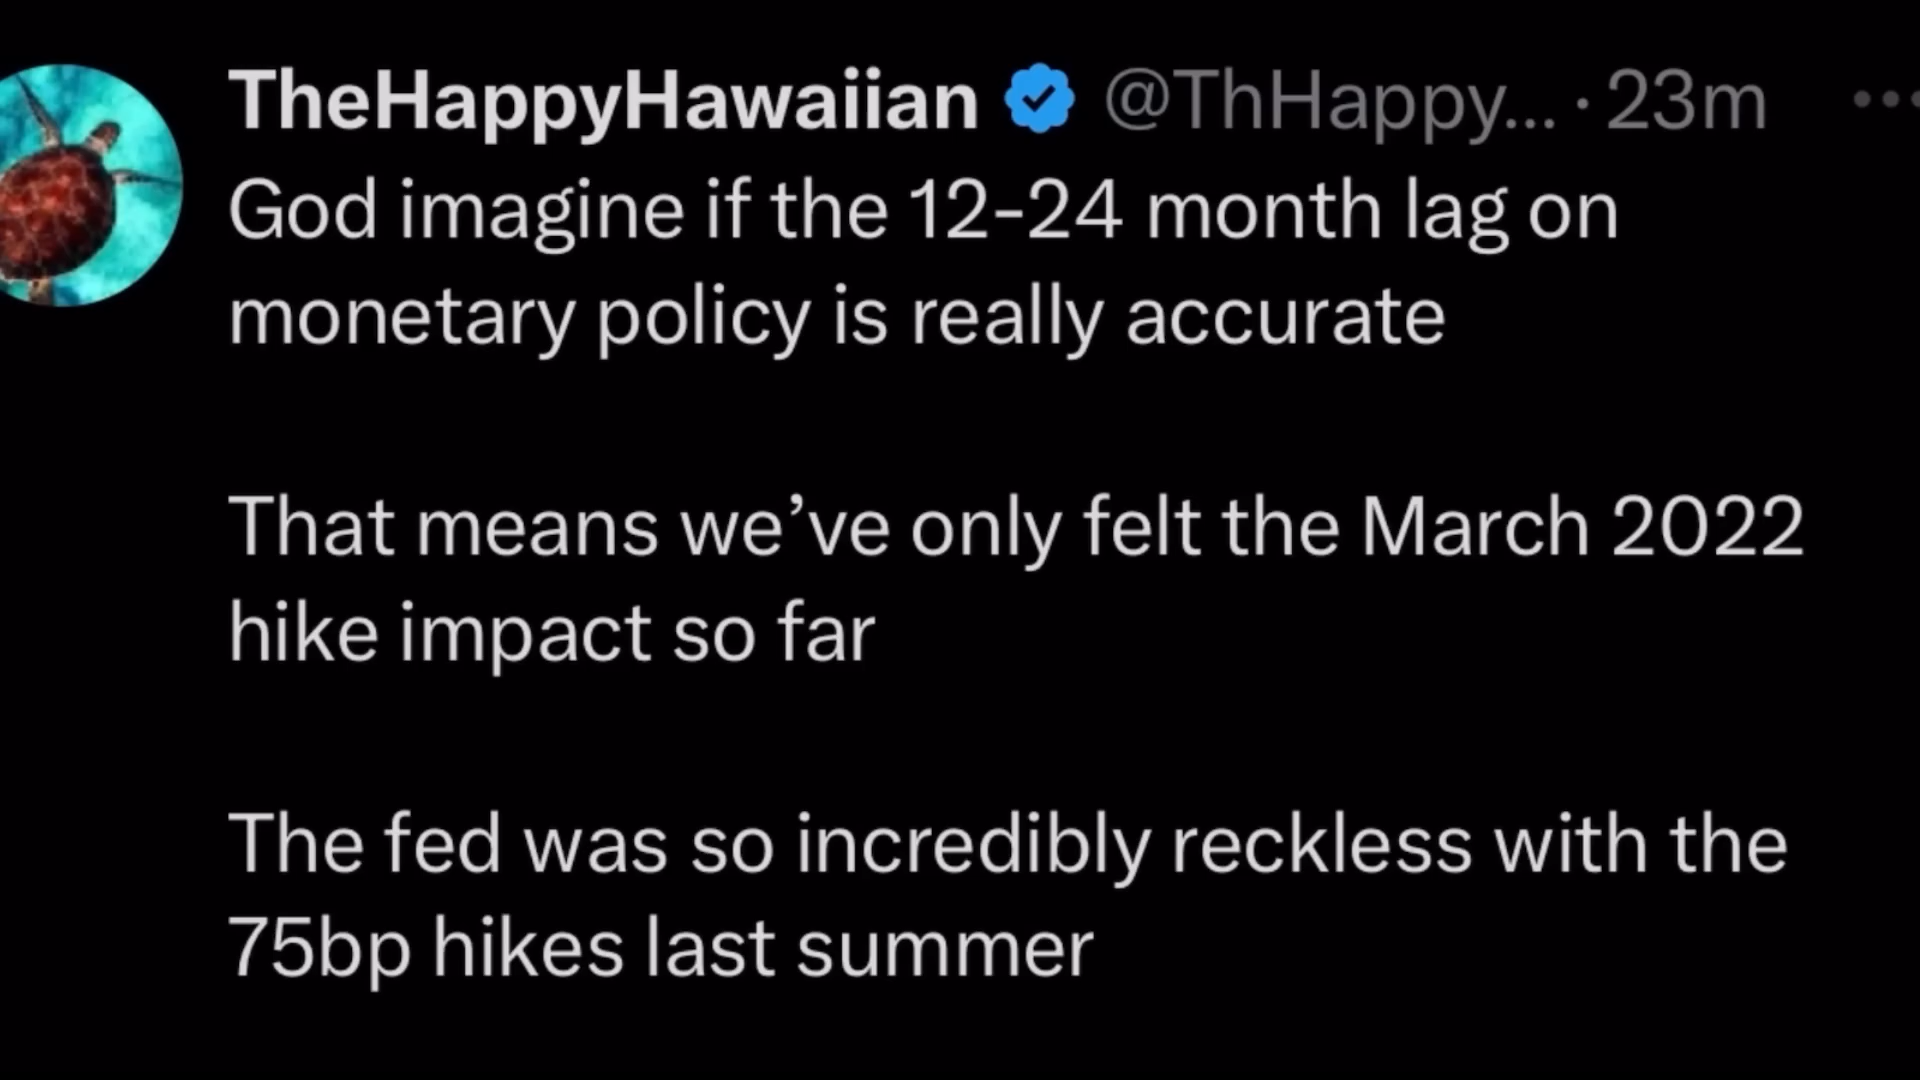 TheHappyHawaiian @ThHappy... · 23m
God imagine if the 12-24 month lag on
monetary policy is really accurate
That means we’ve only felt the March 2022
hike impact so far
The fed was so incredibly reckless with the
75bp hikes last summer